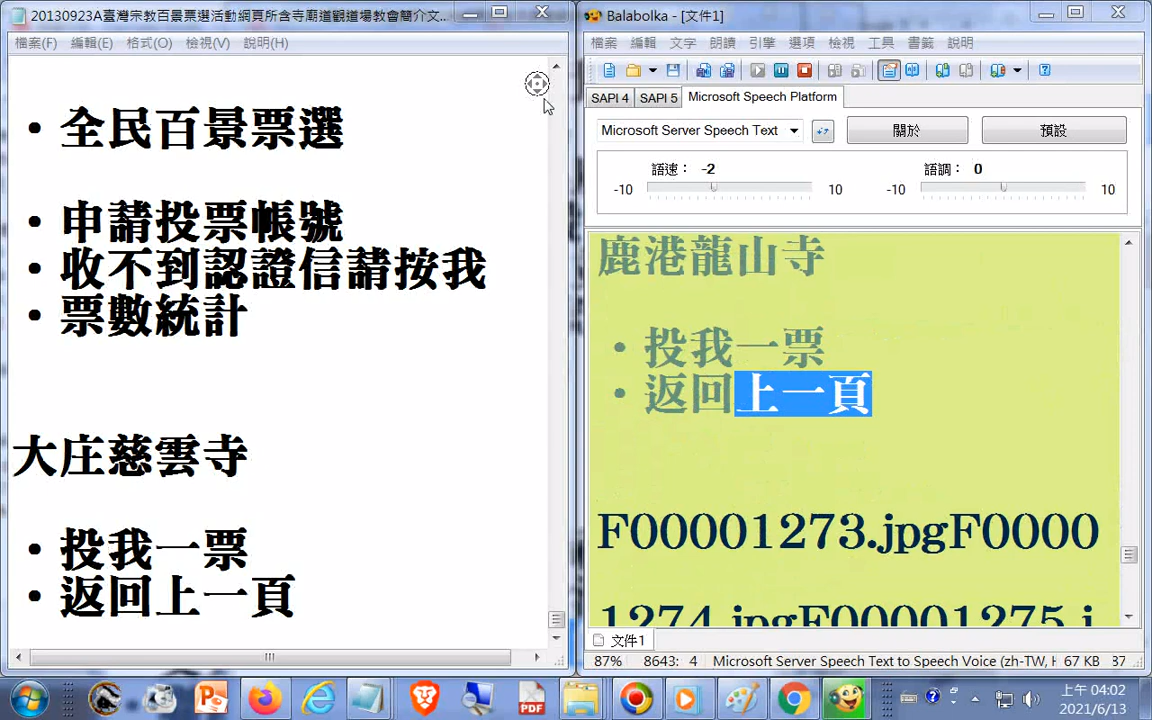 20130923A臺灣宗教百景票選活動網頁所含寺廟道觀道場教會簡介文...
檔案(F) 編輯(E) 格式(O) 檢視(V) 說明(H)
• 全民百景票選
• 申請投票帳號
• 收不到認證信請按我
• 票數統計
大庄慈雲寺
• 投我一票
• 返回上一頁
Balabolka - [文件1]
檔案 編輯 文字 朗讀 引擎 選項 檢視 工具 書籤 說明
SAPI 4 SAPI 5 Microsoft Speech Platform
Microsoft Server Speech Text 關於 預設
語速： -2 語調： 0
-10 10 -10 10
鹿港龍山寺
• 投我一票
• 返回上一頁
F00001273.jpgF0000
1274.jpgF00001275.j
文件1
87% 8643: 4 Microsoft Server Speech Text to Speech Voice (zh-TW, H 67 KB 37
上午 04:02
2021/6/13